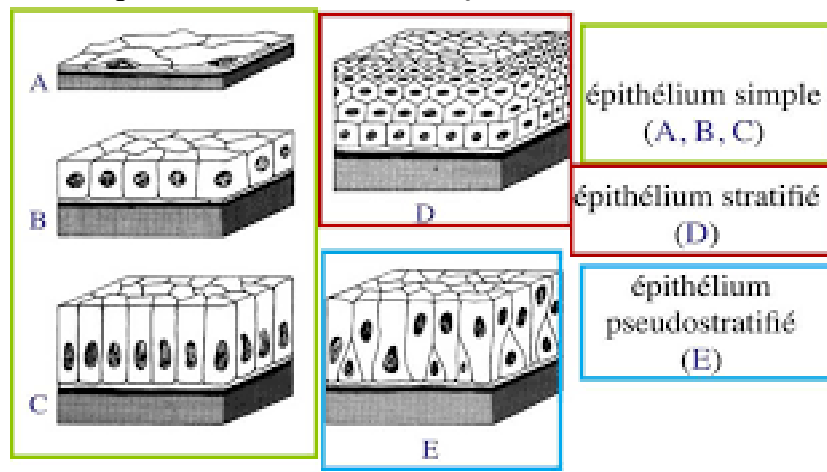 A
B
C
D
E
épithélium simple
(A, B, C)
épithélium stratifié
(D)
épithélium
pseudostratifié
(E)